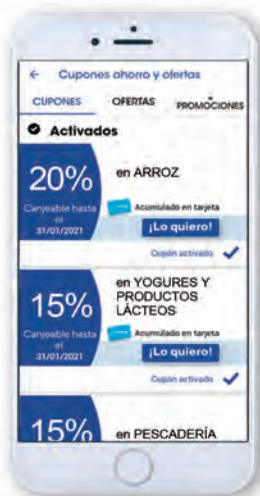 ← Cupones ahorro y ofertas
CUPONES OFERTAS PROMOCIONES
Activados
20% en ARROZ
Canjeable hasta
el
31/01/2021
Acumulado en tarjeta
¡Lo quiero!
Cupón activado
15% en YOGURES Y
PRODUCTOS
LÁCTEOS
Canjeable hasta
el
31/01/2021
Acumulado en tarjeta
¡Lo quiero!
Cupón activado
15% en PESCADERÍA